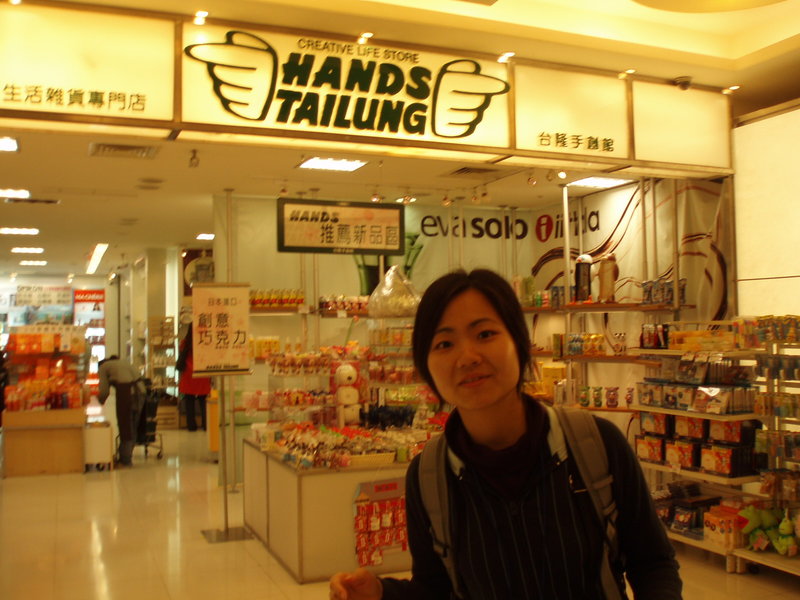 CREATIVE LIFE STORE
HANDS
TAILUNG
生活雜貨專門店
台隆手創館
HANDS
推薦新品區
eva solo
日本進口
創意
巧克力